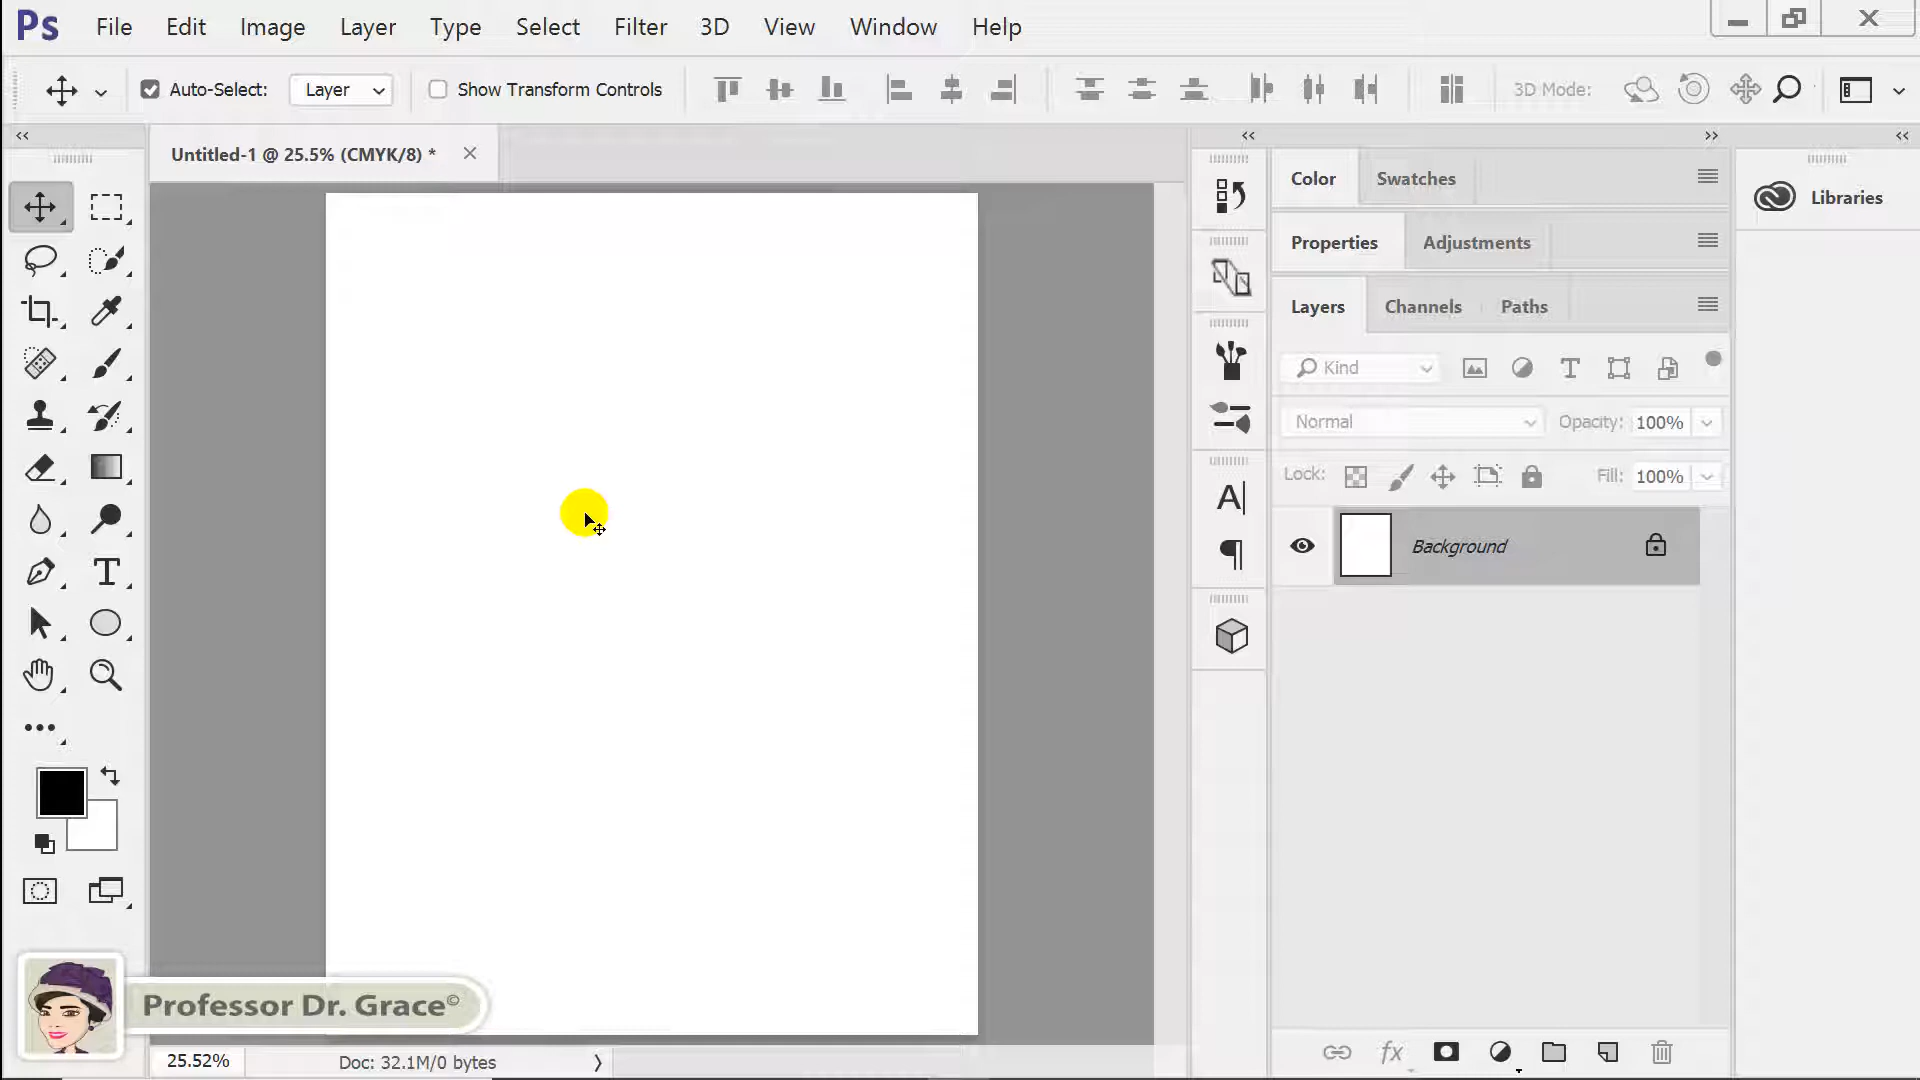 Ps File Edit Image Layer Type Select Filter 3D View Window Help
Auto-Select: Layer Show Transform Controls 3D Mode:
Untitled-1 @ 25.5% (CMYK/8) *
Color Swatches
Libraries
Properties Adjustments
Layers Channels Paths
Kind
Normal Opacity: 100%
Lock: Fill: 100%
Background
Professor Dr. Grace©
25.52% Doc: 32.1M/0 bytes